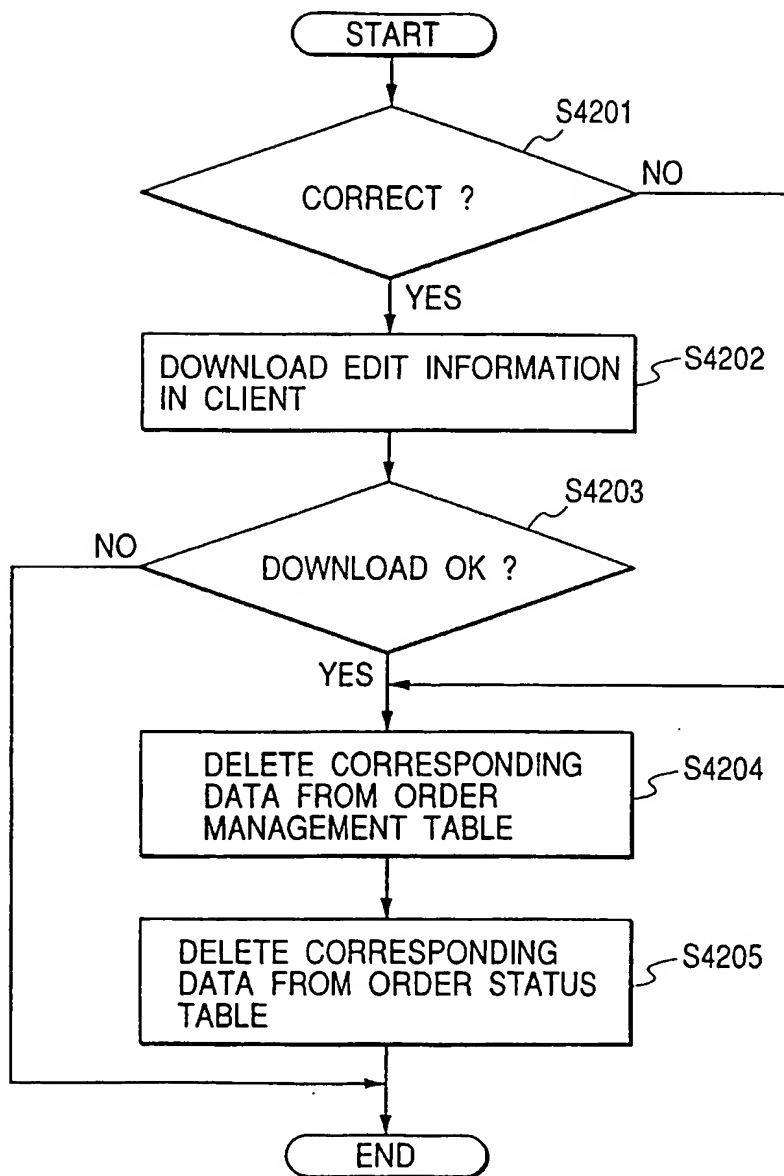 START
S4201
CORRECT ?
NO
YES
DOWNLOAD EDIT INFORMATION
IN CLIENT
S4202
S4203
NO
DOWNLOAD OK ?
YES
DELETE CORRESPONDING
DATA FROM ORDER
MANAGEMENT TABLE
S4204
DELETE CORRESPONDING
DATA FROM ORDER STATUS
TABLE
S4205
END